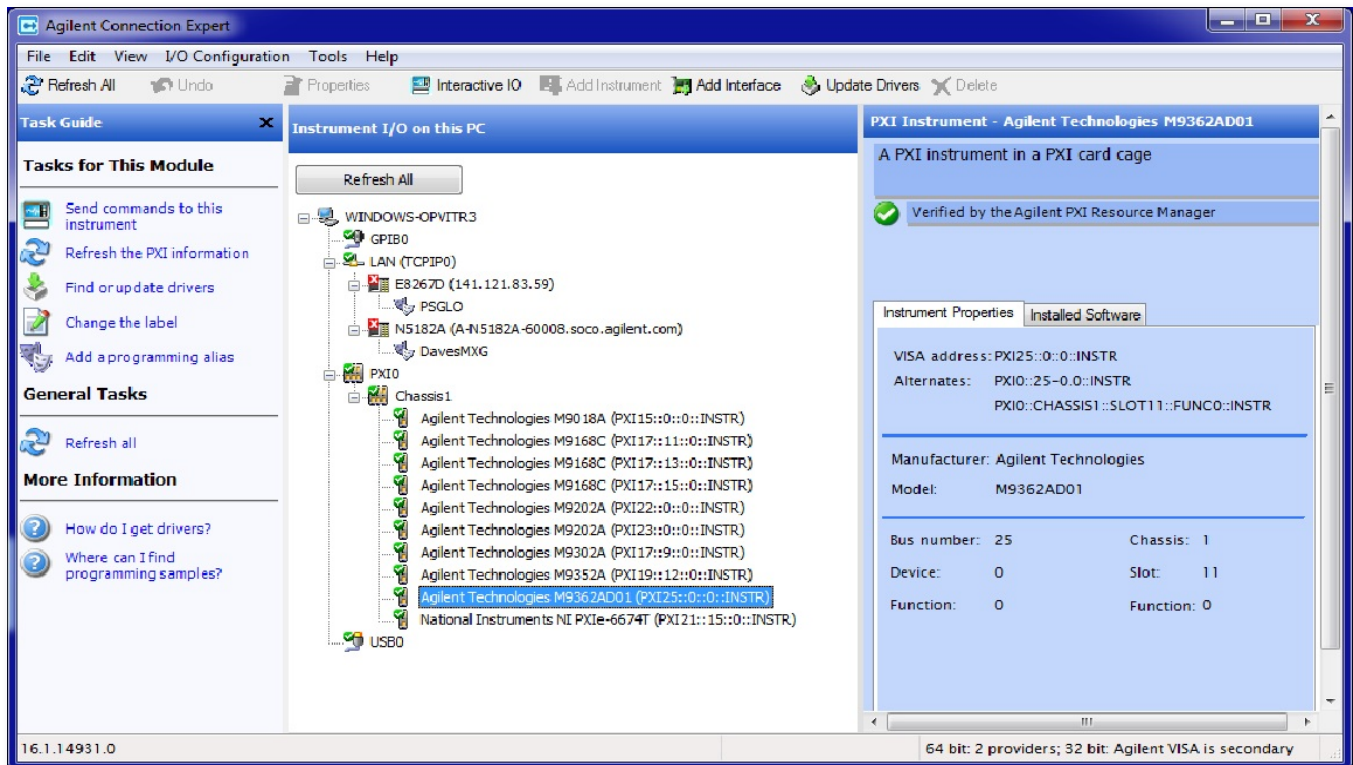 Agilent Connection Expert
File Edit View I/O Configuration Tools Help
Refresh All Undo Properties Interactive IO Add Instrument Add Interface Update Drivers Delete
Task Guide
Tasks for This Module
Send commands to this
instrument
Refresh the PXI information
Find or update drivers
Change the label
Add a programming alias
General Tasks
Refresh all
More Information
How do I get drivers?
Where can I find
programming samples?
Instrument I/O on this PC
Refresh All
WINDOWS-OPVITR3
GPIB0
LAN (TCPIP0)
E8267D (141.121.83.59)
PSGLO
N5182A (A-N5182A-60008.soco.agilent.com)
DavesMXG
PXI0
Chassis1
Agilent Technologies M9018A (PXI15::0::0::INSTR)
Agilent Technologies M9168C (PXI17::11::0::INSTR)
Agilent Technologies M9168C (PXI17::13::0::INSTR)
Agilent Technologies M9168C (PXI17::15::0::INSTR)
Agilent Technologies M9202A (PXI22::0::0::INSTR)
Agilent Technologies M9202A (PXI23::0::0::INSTR)
Agilent Technologies M9302A (PXI17::9::0::INSTR)
Agilent Technologies M9352A (PXI19::12::0::INSTR)
Agilent Technologies M9362AD01 (PXI25::0::0::INSTR)
National Instruments NI PXIe-6674T (PXI21::15::0::INSTR)
USB0
PXI Instrument - Agilent Technologies M9362AD01
A PXI instrument in a PXI card cage
Verified by the Agilent PXI Resource Manager
Instrument Properties Installed Software
VISA address: PXI25::0::0::INSTR
Alternates: PXI0::25-0.0::INSTR
PXI0::CHASSIS1::SLOT11::FUNC0::INSTR
Manufacturer: Agilent Technologies
Model: M9362AD01
Bus number: 25 Chassis: 1
Device: 0 Slot: 11
Function: 0 Function: 0
16.1.14931.0
64 bit: 2 providers; 32 bit: Agilent VISA is secondary